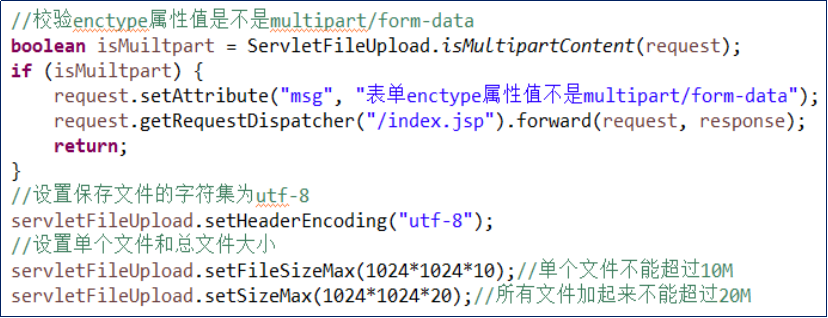 //校验enctype属性值是不是multipart/form-data
boolean isMuiltpart = ServletFileUpload.isMultipartContent(request);
if (isMuiltpart) {
    request.setAttribute("msg", "表单enctype属性值不是multipart/form-data");
    request.getRequestDispatcher("/index.jsp").forward(request, response);
    return;
}
//设置保存文件的字符集为utf-8
servletFileUpload.setHeaderEncoding("utf-8");
//设置单个文件和总文件大小
servletFileUpload.setFileSizeMax(1024*1024*10);//单个文件不能超过10M
servletFileUpload.setSizeMax(1024*1024*20);//所有文件加起来不能超过20M